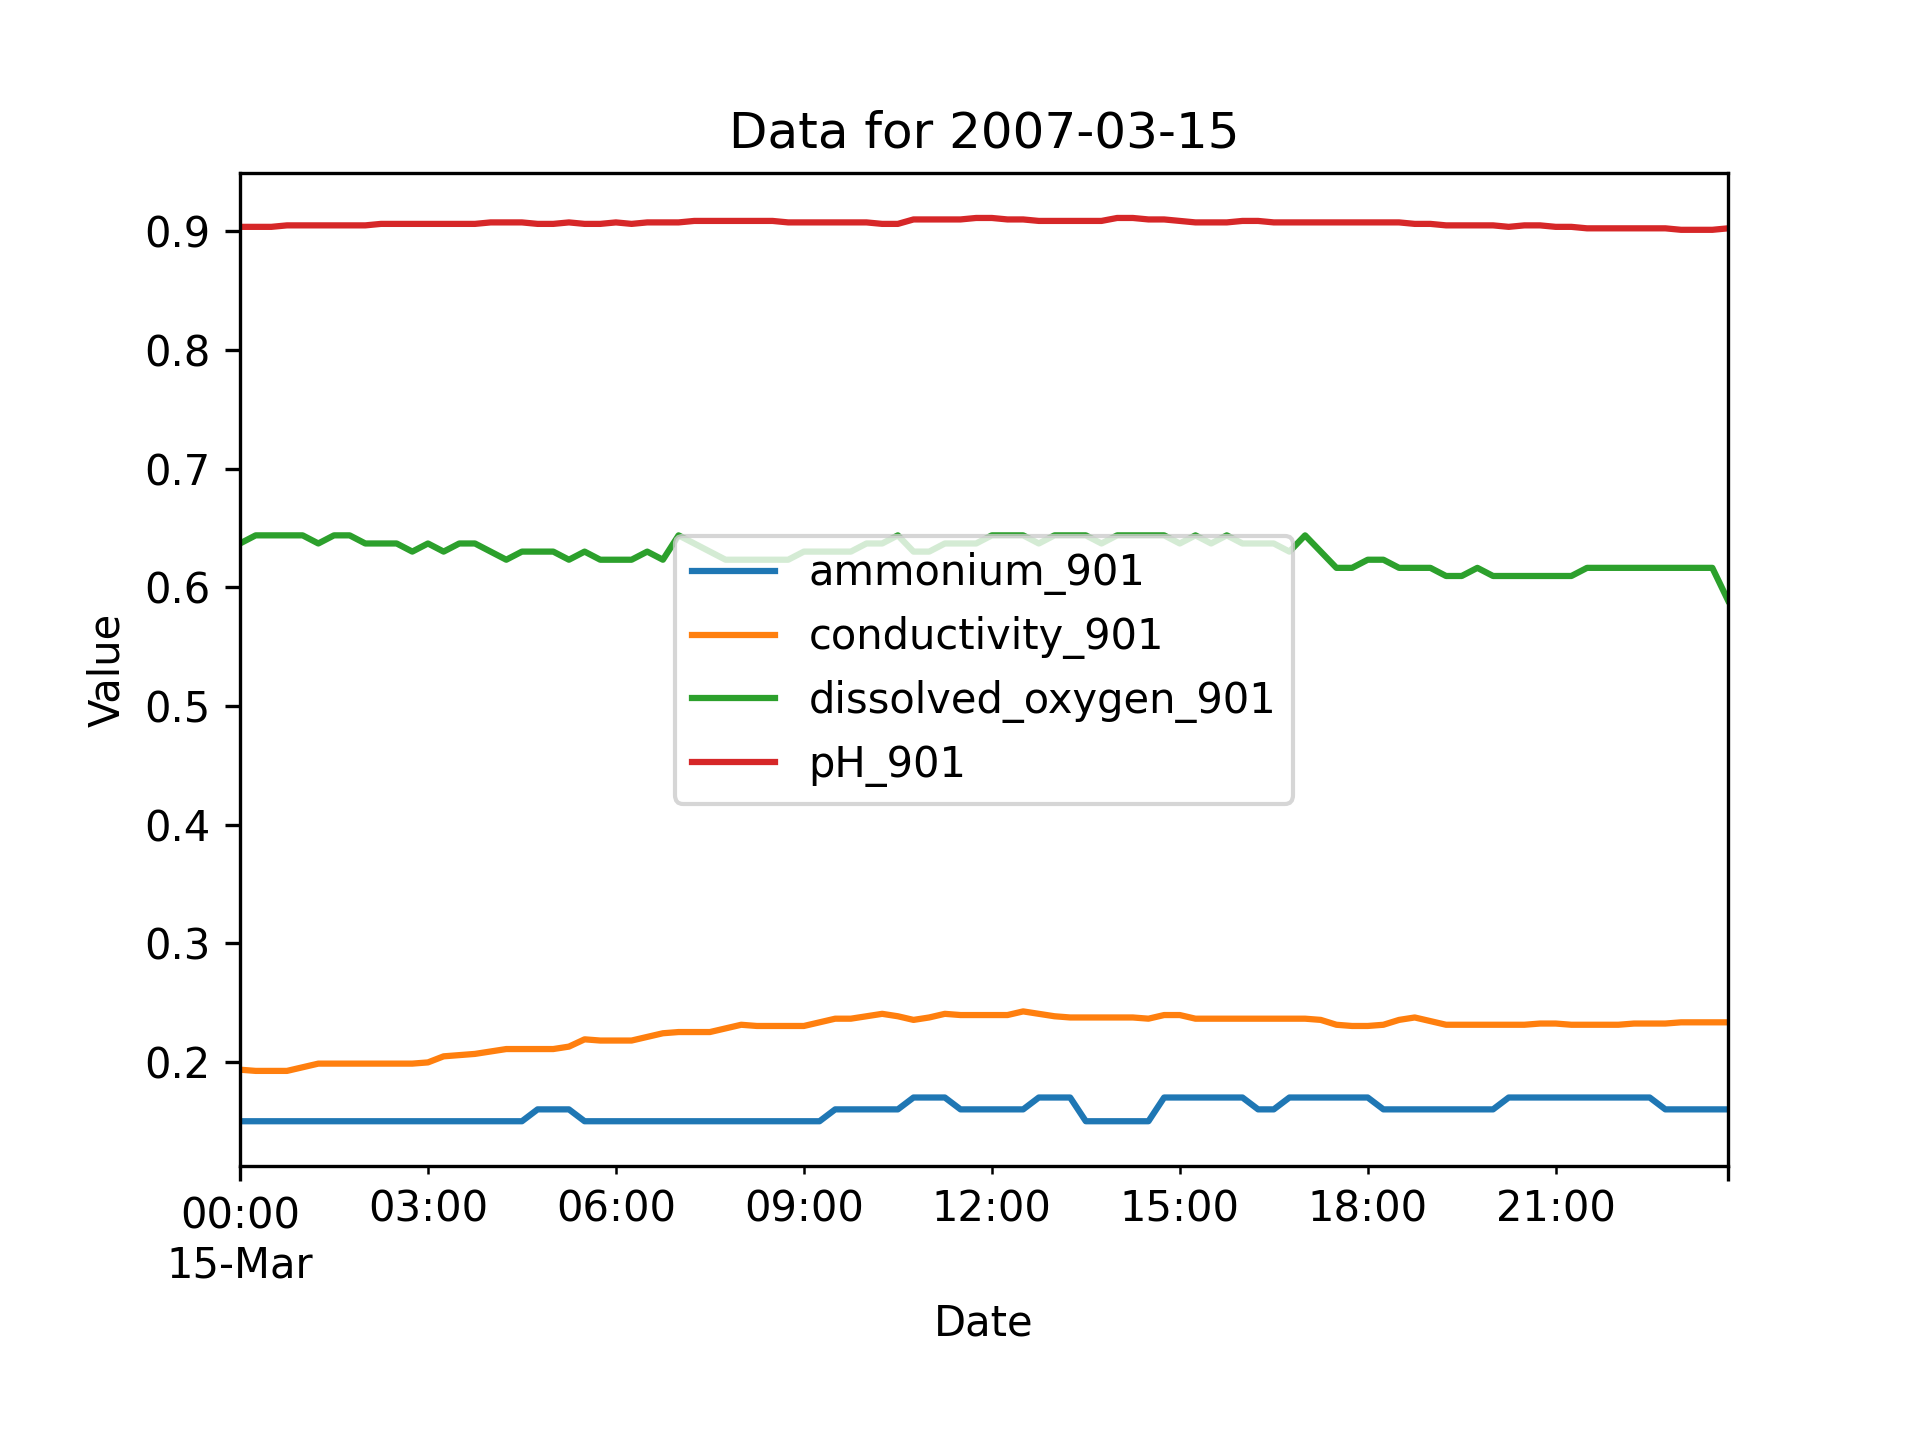 Data for 2007-03-15
0.9
0.8
0.7
0.6
0.5
0.4
0.3
0.2
Value
ammonium_901
conductivity_901
dissolved_oxygen_901
pH_901
00:00 03:00 06:00 09:00 12:00 15:00 18:00 21:00
15-Mar
Date